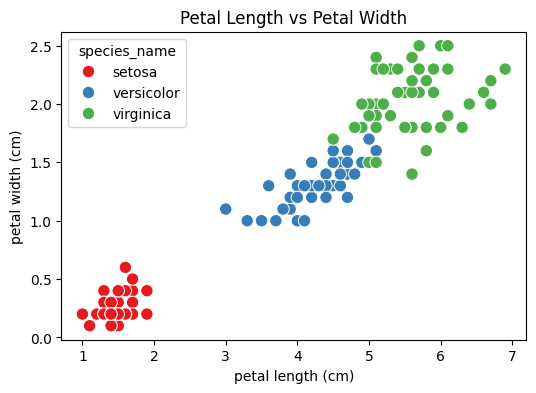 Petal Length vs Petal Width
species_name
setosa
versicolor
virginica
petal width (cm)
2.5
2.0
1.5
1.0
0.5
0.0
1 2 3 4 5 6 7
petal length (cm)